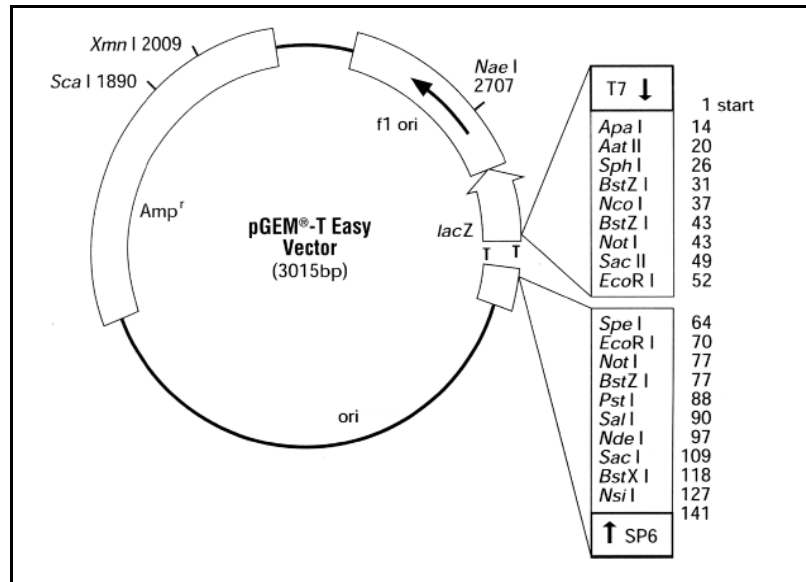 Xmn I 2009
Sca I 1890
Nae I
2707
f1 ori
Ampʳ
lacZ
pGEM®-T Easy
Vector
(3015bp)
T T
ori
T7 ↓
1 start
Apa I 14
Aat II 20
Sph I 26
BstZ I 31
Nco I 37
BstZ I 43
Not I 43
Sac II 49
EcoR I 52
Spe I 64
EcoR I 70
Not I 77
BstZ I 77
Pst I 88
Sal I 90
Nde I 97
Sac I 109
BstX I 118
Nsi I 127
141
↑ SP6